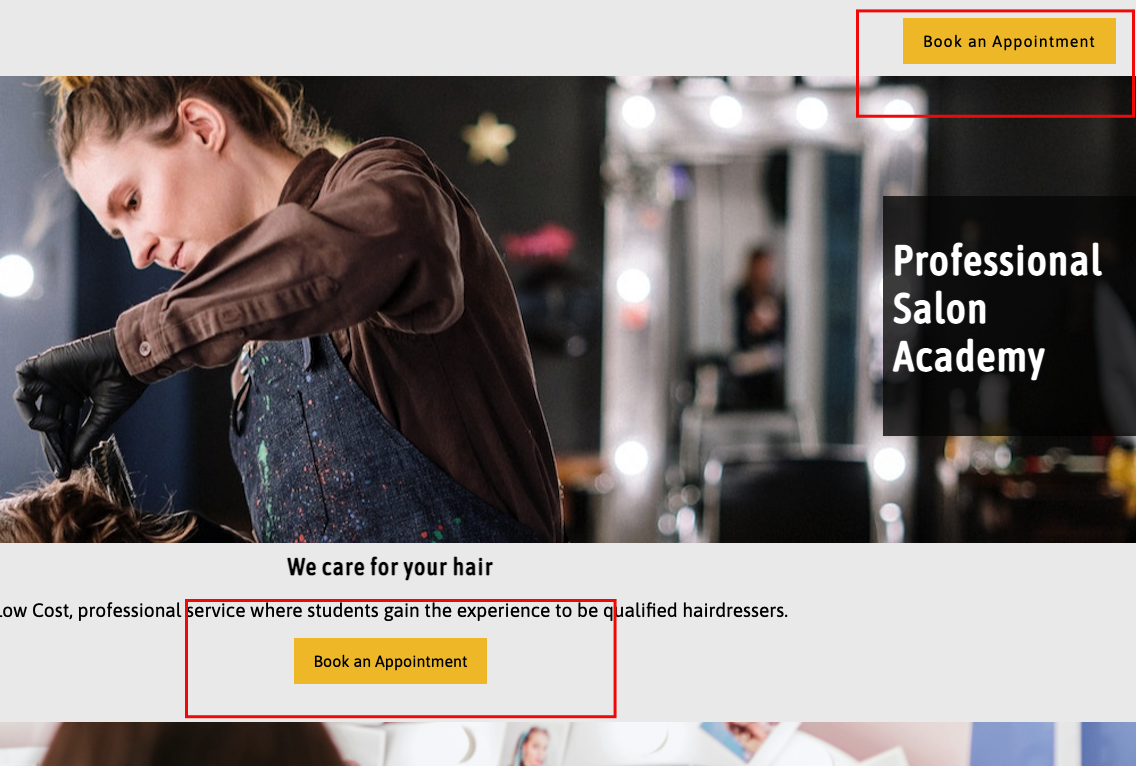 Book an Appointment
Professional
Salon
Academy
We care for your hair
Low Cost, professional service where students gain the experience to be qualified hairdressers.
Book an Appointment